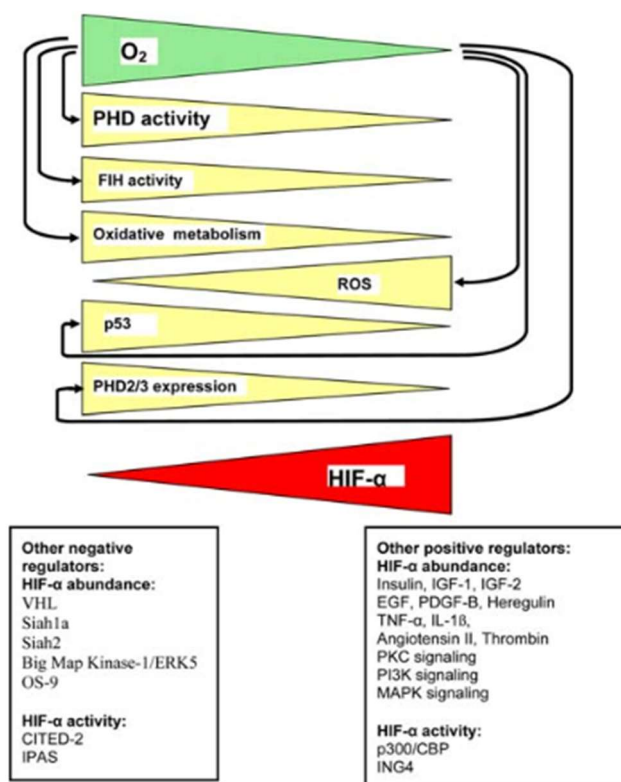 O2
PHD activity
FIH activity
Oxidative metabolism
ROS
p53
PHD2/3 expression
HIF-α
Other negative
regulators:
HIF-α abundance:
VHL
Siah1a
Siah2
Big Map Kinase-1/ERK5
OS-9
HIF-α activity:
CITED-2
IPAS
Other positive regulators:
HIF-α abundance:
Insulin, IGF-1, IGF-2
EGF, PDGF-B, Heregulin
TNF-α, IL-1ß,
Angiotensin II, Thrombin
PKC signaling
PI3K signaling
MAPK signaling
HIF-α activity:
p300/CBP
ING4